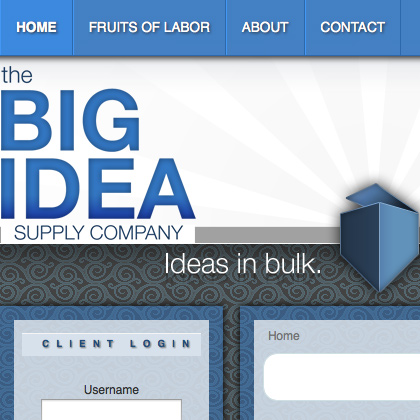 HOME FRUITS OF LABOR ABOUT CONTACT
the
BIG
IDEA
SUPPLY COMPANY
Ideas in bulk.
CLIENT LOGIN
Home
Username